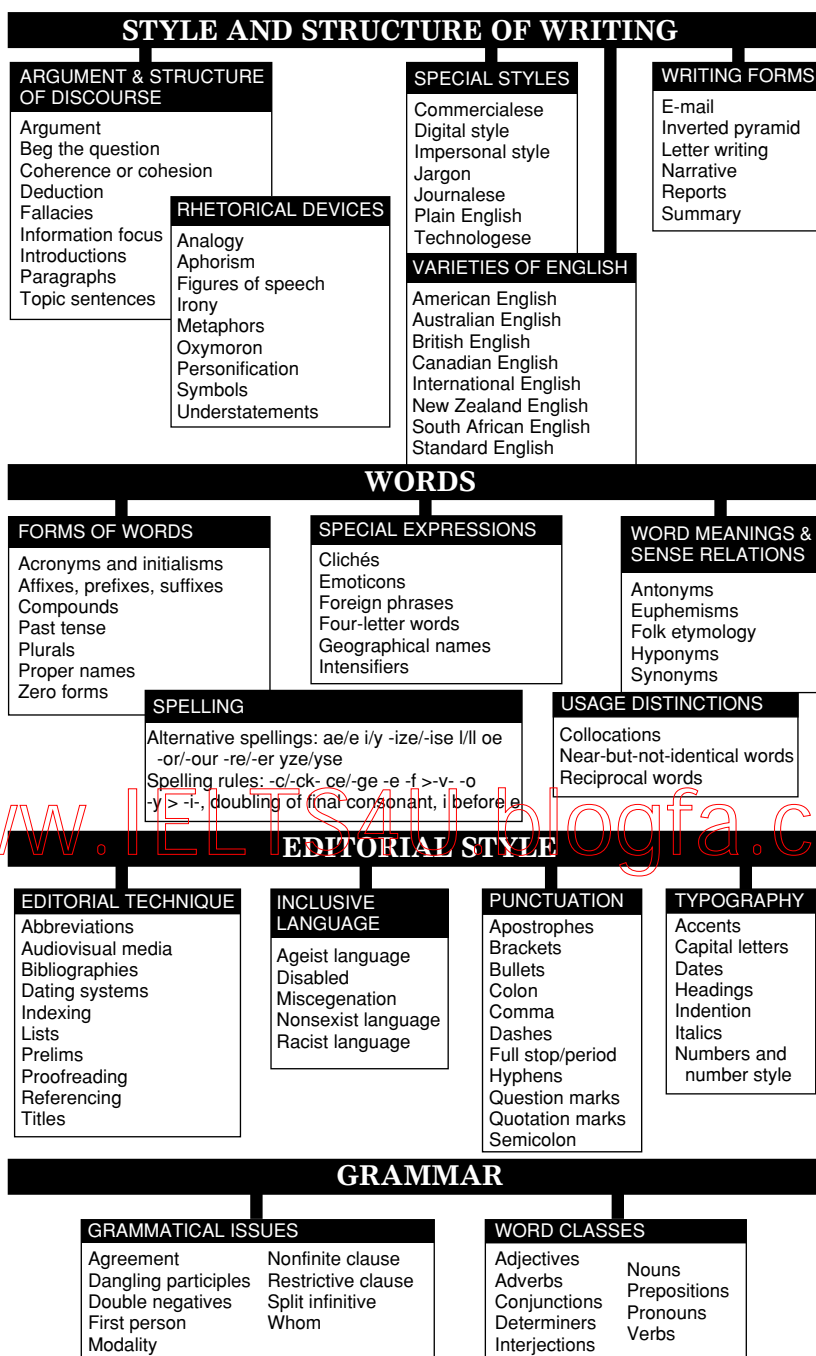 STYLE AND STRUCTURE OF WRITING
ARGUMENT & STRUCTURE
OF DISCOURSE
Argument
Beg the question
Coherence or cohesion
Deduction
Fallacies
Information focus
Introductions
Paragraphs
Topic sentences
RHETORICAL DEVICES
Analogy
Aphorism
Figures of speech
Irony
Metaphors
Oxymoron
Personification
Symbols
Understatements
SPECIAL STYLES
Commercialese
Digital style
Impersonal style
Jargon
Journalese
Plain English
Technologese
VARIETIES OF ENGLISH
American English
Australian English
British English
Canadian English
International English
New Zealand English
South African English
Standard English
WRITING FORMS
E-mail
Inverted pyramid
Letter writing
Narrative
Reports
Summary
WORDS
FORMS OF WORDS
Acronyms and initialisms
Affixes, prefixes, suffixes
Compounds
Past tense
Plurals
Proper names
Zero forms
SPECIAL EXPRESSIONS
Clichés
Emoticons
Foreign phrases
Four-letter words
Geographical names
Intensifiers
WORD MEANINGS &
SENSE RELATIONS
Antonyms
Euphemisms
Folk etymology
Hyponyms
Synonyms
SPELLING
Alternative spellings: ae/e i/y -ize/-ise l/ll oe
-or/-our -re/-er yze/yse
Spelling rules: -c/-ck- ce/-ge -e -f >-v- -o
-y > -i-, doubling of final consonant, i before e
USAGE DISTINCTIONS
Collocations
Near-but-not-identical words
Reciprocal words
ww.IELTS4U.blogfa.c
EDITORIAL STYLE
EDITORIAL TECHNIQUE
Abbreviations
Audiovisual media
Bibliographies
Dating systems
Indexing
Lists
Prelims
Proofreading
Referencing
Titles
INCLUSIVE
LANGUAGE
Ageist language
Disabled
Miscegenation
Nonsexist language
Racist language
PUNCTUATION
Apostrophes
Brackets
Bullets
Colon
Comma
Dashes
Full stop/period
Hyphens
Question marks
Quotation marks
Semicolon
TYPOGRAPHY
Accents
Capital letters
Dates
Headings
Indention
Italics
Numbers and
number style
GRAMMAR
GRAMMATICAL ISSUES
Agreement
Dangling participles
Double negatives
First person
Modality
Nonfinite clause
Restrictive clause
Split infinitive
Whom
WORD CLASSES
Adjectives
Adverbs
Conjunctions
Determiners
Interjections
Nouns
Prepositions
Pronouns
Verbs